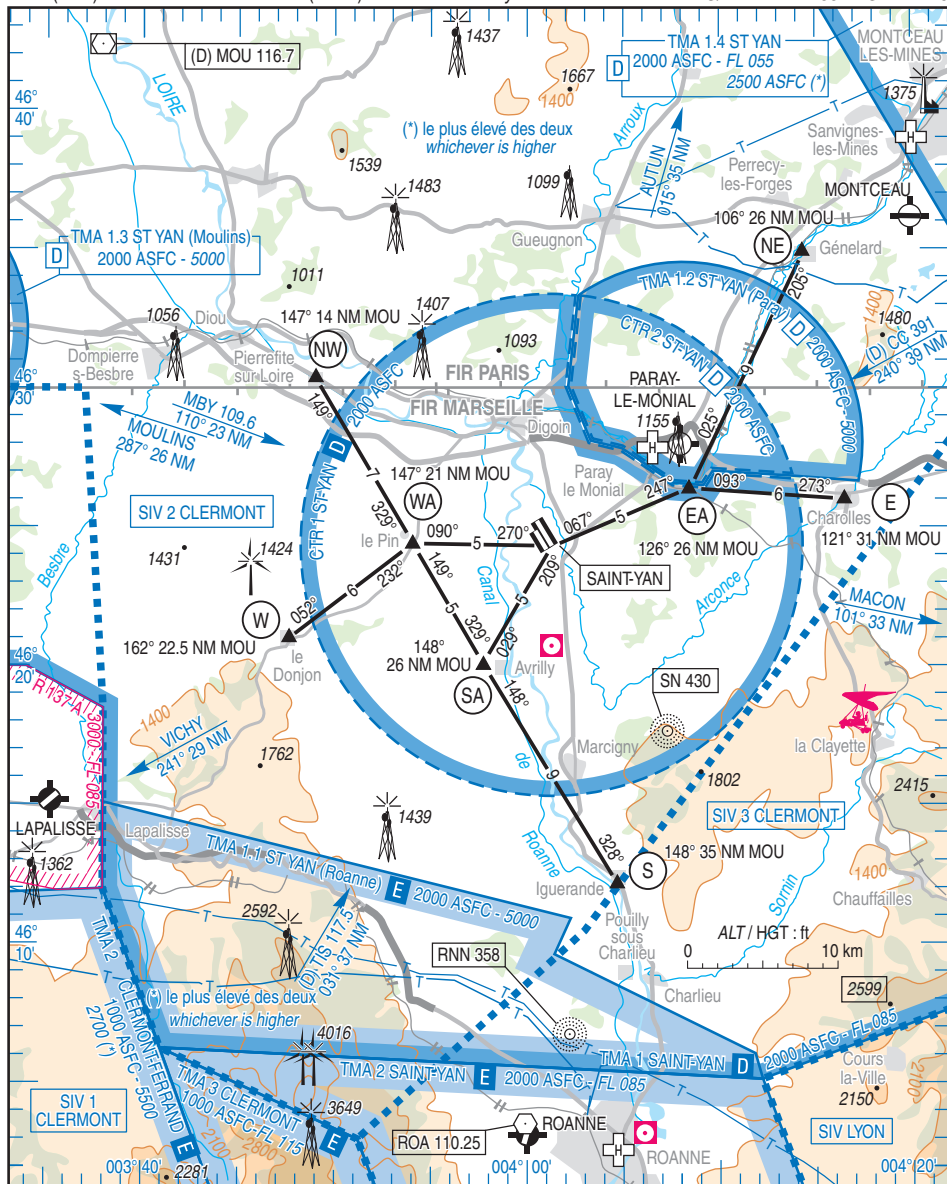 1437
(D) MOU 116.7
LOIRE
TMA 1.4 ST YAN
D
2000 ASFC - FL 055
2500 ASFC (*)
MONTCEAU
LES-MINES
1375
1667
1400
46°
40'
(*) le plus élevé des deux
whichever is higher
Arroux
Sanvignes-
les-Mines
H
1539
1483
1099
AUTUN
015° 35 NM
Perrecy-
les-Forges
MONTCEAU
106° 26 NM MOU
NE
Génelard
Gueugnon
TMA 1.3 ST YAN (Moulins)
D
2000 ASFC - 5000
1011
205°
TMA 1.2 ST YAN (Paray)
D
2000 ASFC - 5000
1400
1480
(D) CC 391
240° 39 NM
1056
Diou
147° 14 NM MOU
1407
NW
1093
CTR 2 ST-YAN
D
2000 ASFC
9
Dompierre
s-Besbre
Pierrefite
sur Loire
FIR PARIS
PARAY-
LE-MONIAL
46°
30'
FIR MARSEILLE
1155
H
025°
149°
Digoin
MBY 109.6
110° 23 NM
MOULINS
287° 26 NM
CTR 1 ST-YAN
D
2000 ASFC
7
147° 21 NM MOU
Paray
le Monial
247°
093°
6
273°
E
WA
EA
Charolles
SIV 2 CLERMONT
329°
le Pin
090°
5
270°
067°
5
126° 26 NM MOU
121° 31 NM MOU
1431
1424
232°
149°
209°
SAINT-YAN
Besbre
6
052°
W
Canal
5
5
Arconce
MACON
101° 33 NM
162° 22.5 NM MOU
le
Donjon
329°
029°
148°
26 NM MOU
Avrilly
46°
20'
SA
148°
SN 430
R 137 A
3000 - FL 085
1400
VICHY
241° 29 NM
1762
de
9
Marcigny
la Clayette
1802
2415
LAPALISSE
Lapalisse
1439
SIV 3 CLERMONT
1362
TMA 1.1 ST YAN (Roanne)
E
2000 ASFC - 5000
Roanne
328°
S
148° 35 NM MOU
1400
Iguerande
Sornin
Chauffailles
Pouilly
sous
Charlieu
2592
(D) TIS 117.5
031° 37 NM
ALT / HGT : ft
0
10 km
46°
10'
RNN 358
Charlieu
2599
TMA 2 CLERMONT-FERRAND
1000 ASFC - 5500
2700 (*)
E
(*) le plus élevé des deux
whichever is higher
4016
TMA 1 SAINT-YAN
D
2000 ASFC - FL 085
TMA 2 SAINT-YAN
E
2000 ASFC - FL 085
Cours
la-Ville
2150
2100
TMA 3 CLERMONT
1000 ASFC-FL 115
E
SIV 1
CLERMONT
3649
ROA 110.25
ROANNE
H
ROANNE
SIV LYON
2100
2800
003° 40'
2281
004° 00'
004° 20'